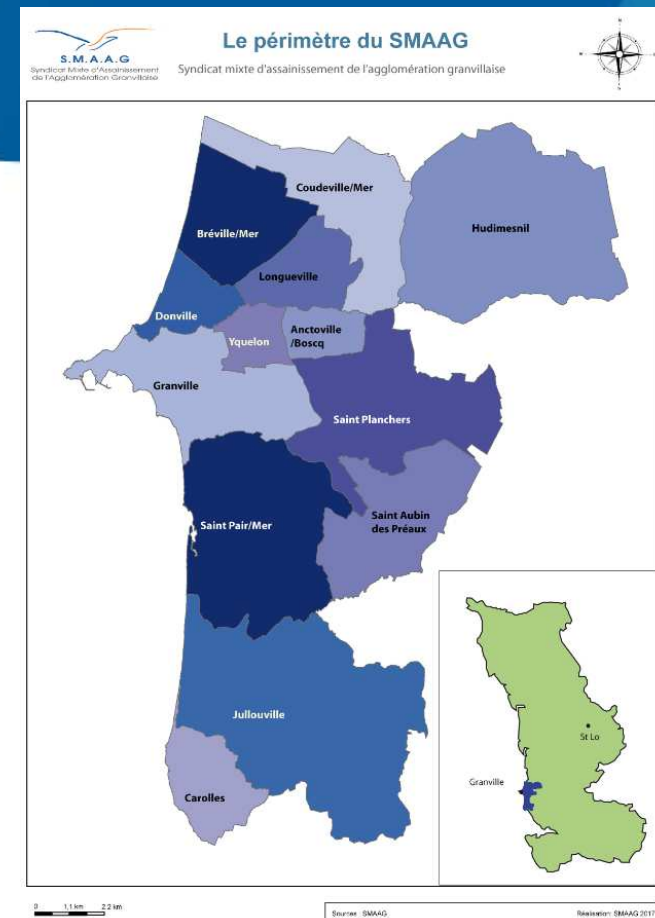 Le périmètre du SMAAG
S.M.A.A.G
Syndicat Mixte d'Assainissement
de l'Agglomération Granvillaise
Syndicat mixte d'assainissement de l'agglomération granvillaise
Coudeville/Mer
Bréville/Mer
Hudimesnil
Longueville
Donville
Yquelon
Anctoville
/Boscq
Granville
Saint Planchers
Saint Pair/Mer
Saint Aubin
des Préaux
Jullouville
St Lo
Granville
Carolles
0 1,1 km 2,2 km
Sources : SMAAG
Réalisation: SMAAG 2017